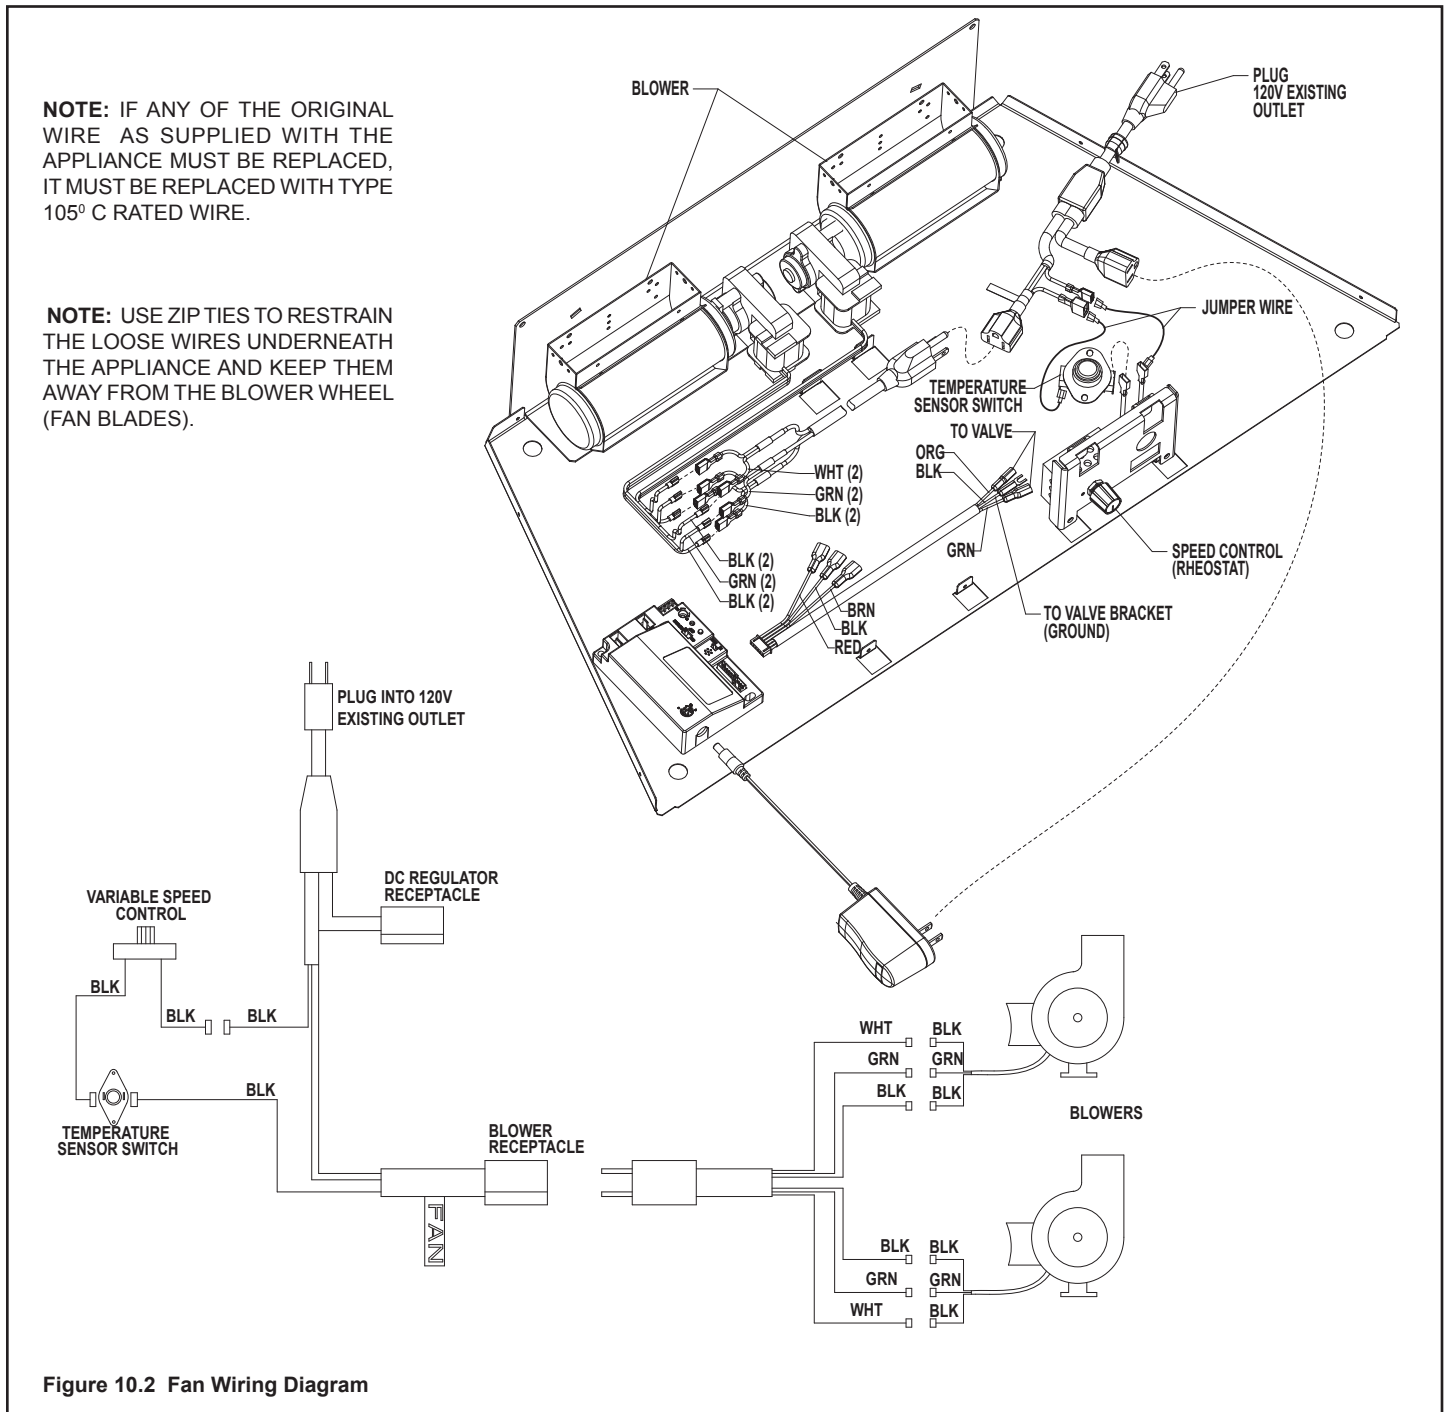 NOTE: IF ANY OF THE ORIGINAL
WIRE AS SUPPLIED WITH THE
APPLIANCE MUST BE REPLACED,
IT MUST BE REPLACED WITH TYPE
105⁰ C RATED WIRE.
NOTE: USE ZIP TIES TO RESTRAIN
THE LOOSE WIRES UNDERNEATH
THE APPLIANCE AND KEEP THEM
AWAY FROM THE BLOWER WHEEL
(FAN BLADES).
BLOWER
PLUG
120V EXISTING
OUTLET
JUMPER WIRE
TEMPERATURE
SENSOR SWITCH
TO VALVE
ORG
BLK
WHT (2)
GRN (2)
BLK (2)
BLK (2)
GRN (2)
BLK (2)
GRN
SPEED CONTROL
(RHEOSTAT)
BRN
BLK
RED
TO VALVE BRACKET
(GROUND)
PLUG INTO 120V
EXISTING OUTLET
DC REGULATOR
RECEPTACLE
VARIABLE SPEED
CONTROL
BLK
BLK
BLK
BLK
TEMPERATURE
SENSOR SWITCH
BLOWER
RECEPTACLE
FAN
WHT
BLK
GRN
GRN
BLK
BLK
BLOWERS
BLK
BLK
GRN
GRN
WHT
BLK
Figure 10.2 Fan Wiring Diagram